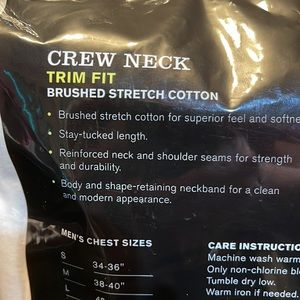 CREW NECK
TRIM FIT
BRUSHED STRETCH COTTON
• Brushed stretch cotton for superior feel and softne
• Stay-tucked length.
• Reinforced neck and shoulder seams for strength
and durability.
• Body and shape-retaining neckband for a clean
and modern appearance.
MEN'S CHEST SIZES
S 34-36"
M 38-40"
L
CARE INSTRUCTIO
Machine wash warm
Only non-chlorine ble
Tumble dry low.
Warm iron if needed.